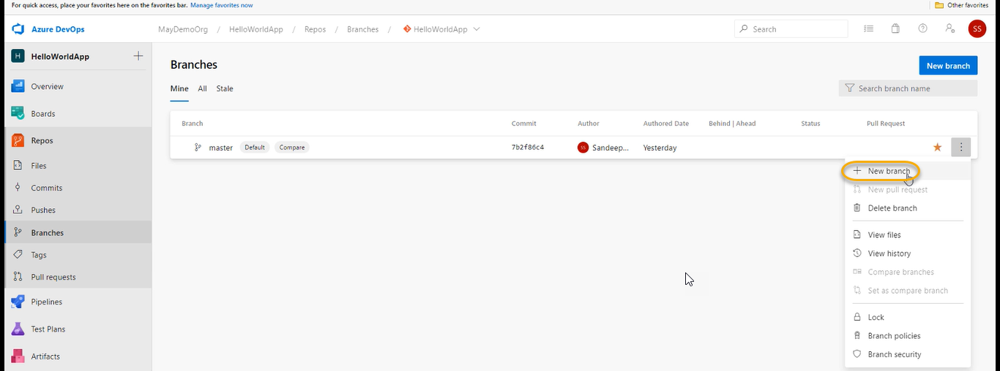 For quick access, place your favorites here on the favorites bar. Manage favorites now
Other favorites
Azure DevOps
MayDemoOrg / HelloWorldApp / Repos / Branches / HelloWorldApp
Search
SS
H HelloWorldApp
Overview
Boards
Repos
Files
Commits
Pushes
Branches
Tags
Pull requests
Pipelines
Test Plans
Artifacts
Branches
New branch
Mine All Stale
Search branch name
Branch Commit Author Authored Date Behind | Ahead Status Pull Request
master Default Compare 7b2f86c4 SS Sandeep... Yesterday
New branch
New pull request
Delete branch
View files
View history
Compare branches
Set as compare branch
Lock
Branch policies
Branch security